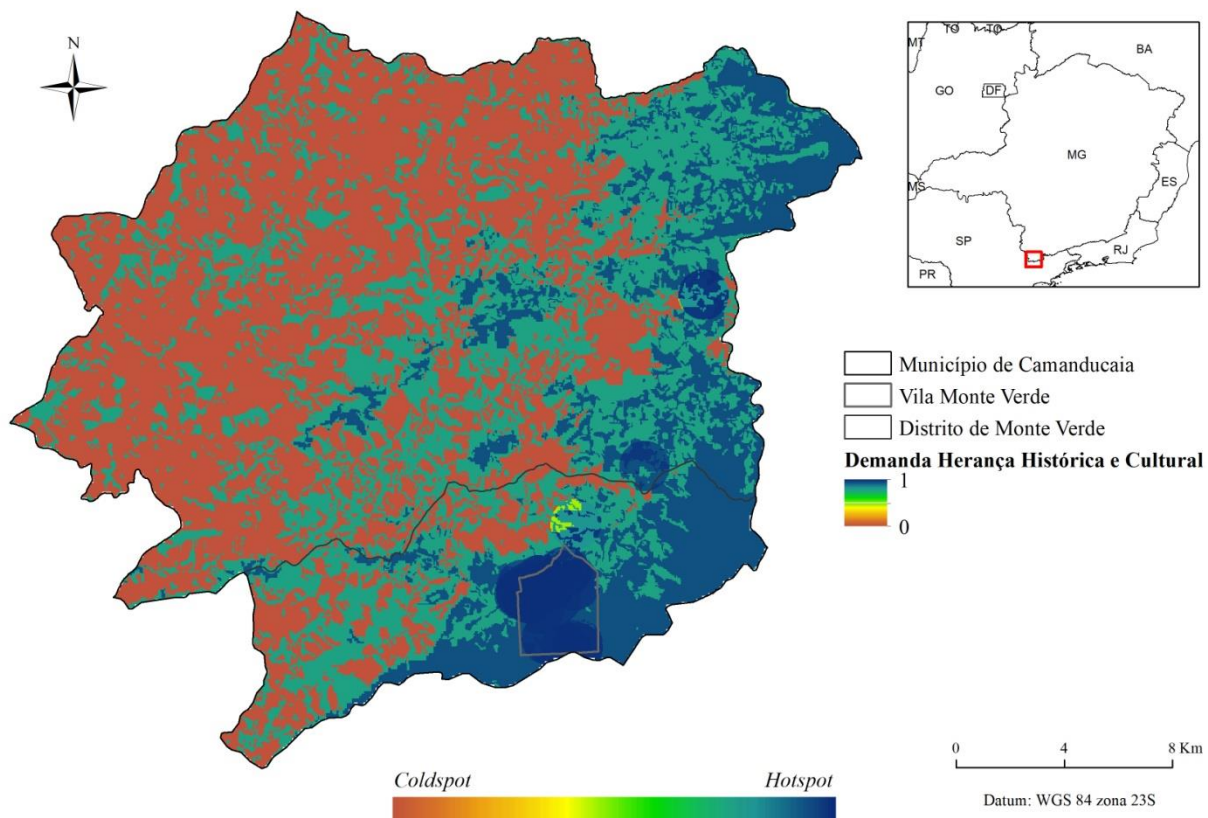 N
MT
TO
TO
BA
GO
DF
MG
MS
ES
SP
RJ
PR
Município de Camanducaia
Vila Monte Verde
Distrito de Monte Verde
Demanda Herança Histórica e Cultural
1
0
Coldspot Hotspot
0 4 8 Km
Datum: WGS 84 zona 23S